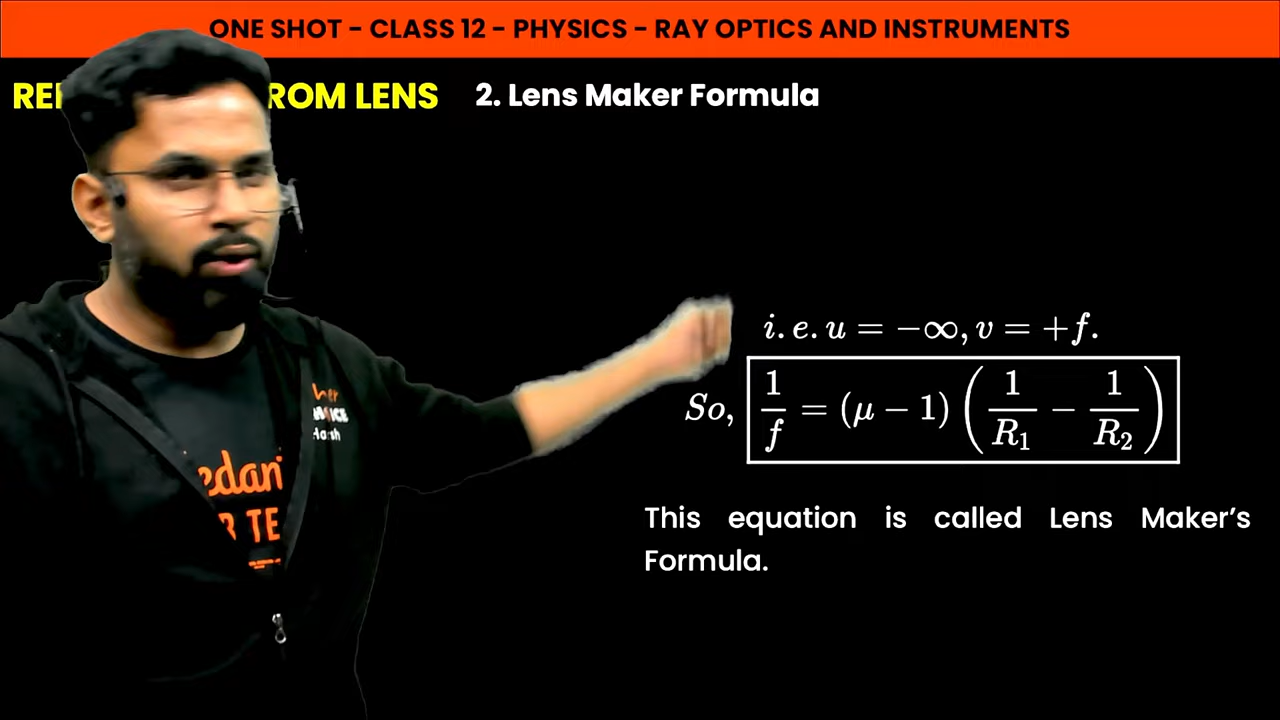 ONE SHOT - CLASS 12 - PHYSICS - RAY OPTICS AND INSTRUMENTS
LENS 2. Lens Maker Formula
i.e. u = −∞, v = +f.
So, 1/f = (μ − 1) (1/R₁ − 1/R₂)
This equation is called Lens Maker’s
Formula.